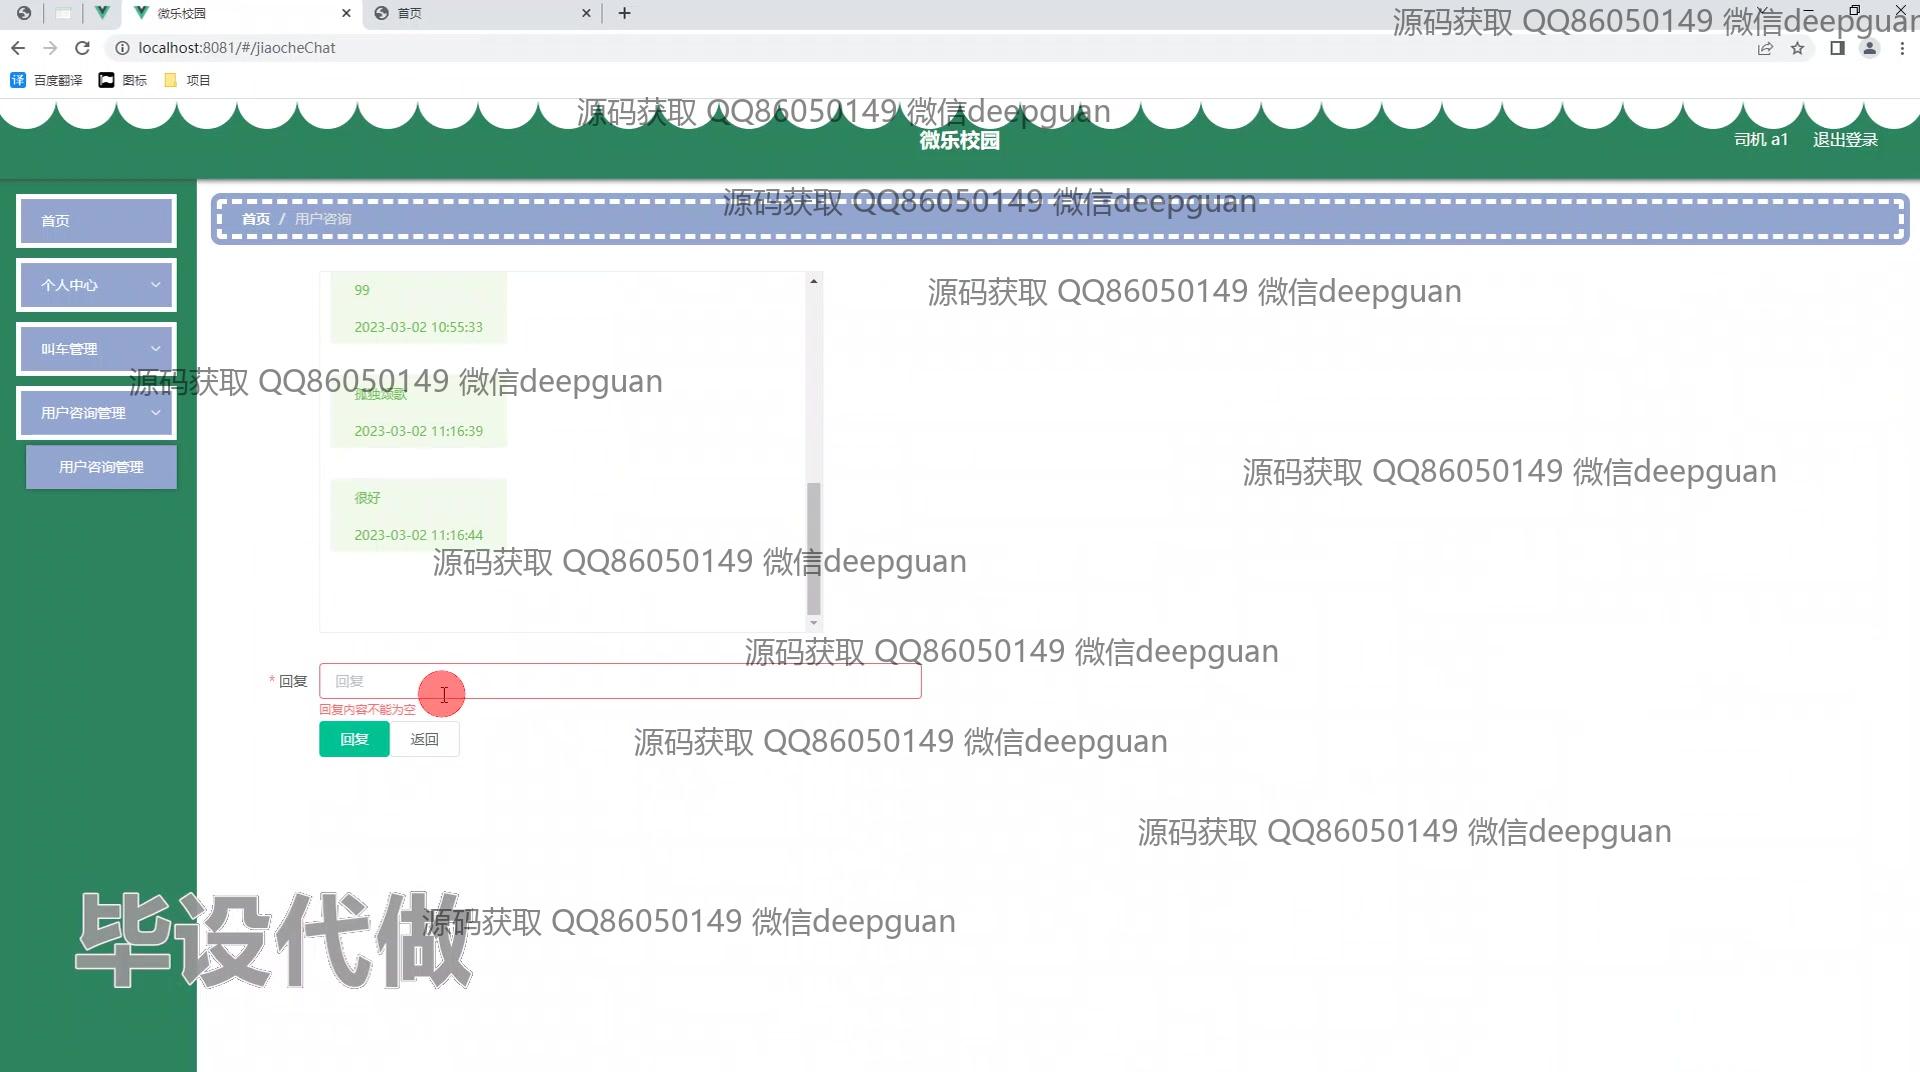 微乐校园
首页
localhost:8081/#/jiaocheChat
百度翻译
图标
项目
源码获取 QQ86050149 微信deepguan
源码获取 QQ86050149 微信deepguan
微乐校园
司机 a1
退出登录
首页 / 用户咨询
源码获取 QQ86050149 微信deepguan
首页
个人中心
叫车管理
用户咨询管理
用户咨询管理
99
2023-03-02 10:55:33
源码获取 QQ86050149 微信deepguan
源码获取 QQ86050149 微信deepguan
孤独颂歌
2023-03-02 11:16:39
源码获取 QQ86050149 微信deepguan
很好
2023-03-02 11:16:44
源码获取 QQ86050149 微信deepguan
源码获取 QQ86050149 微信deepguan
* 回复
回复
回复内容不能为空
回复
返回
源码获取 QQ86050149 微信deepguan
源码获取 QQ86050149 微信deepguan
源码获取 QQ86050149 微信deepguan
毕设代做